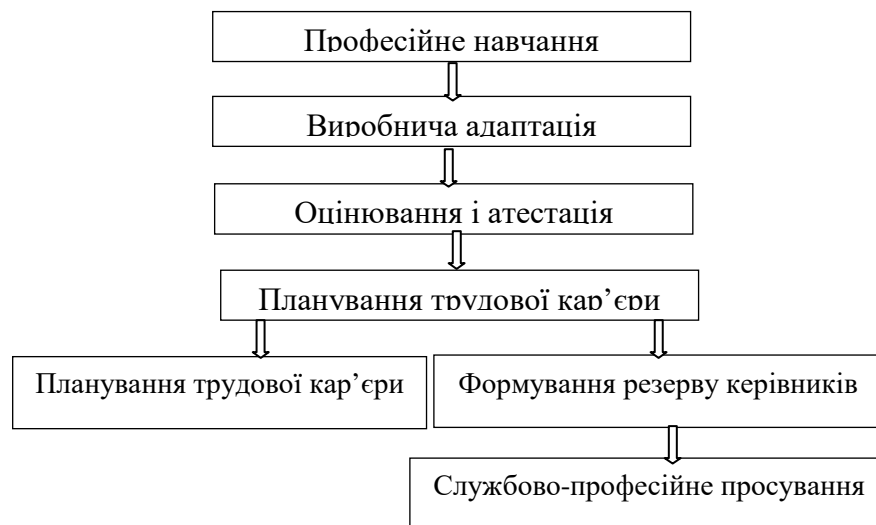 Професійне навчання
Виробнича адаптація
Оцінювання і атестація
Планування трудової кар’єри
Планування трудової кар’єри
Формування резерву керівників
Службово-професійне просування